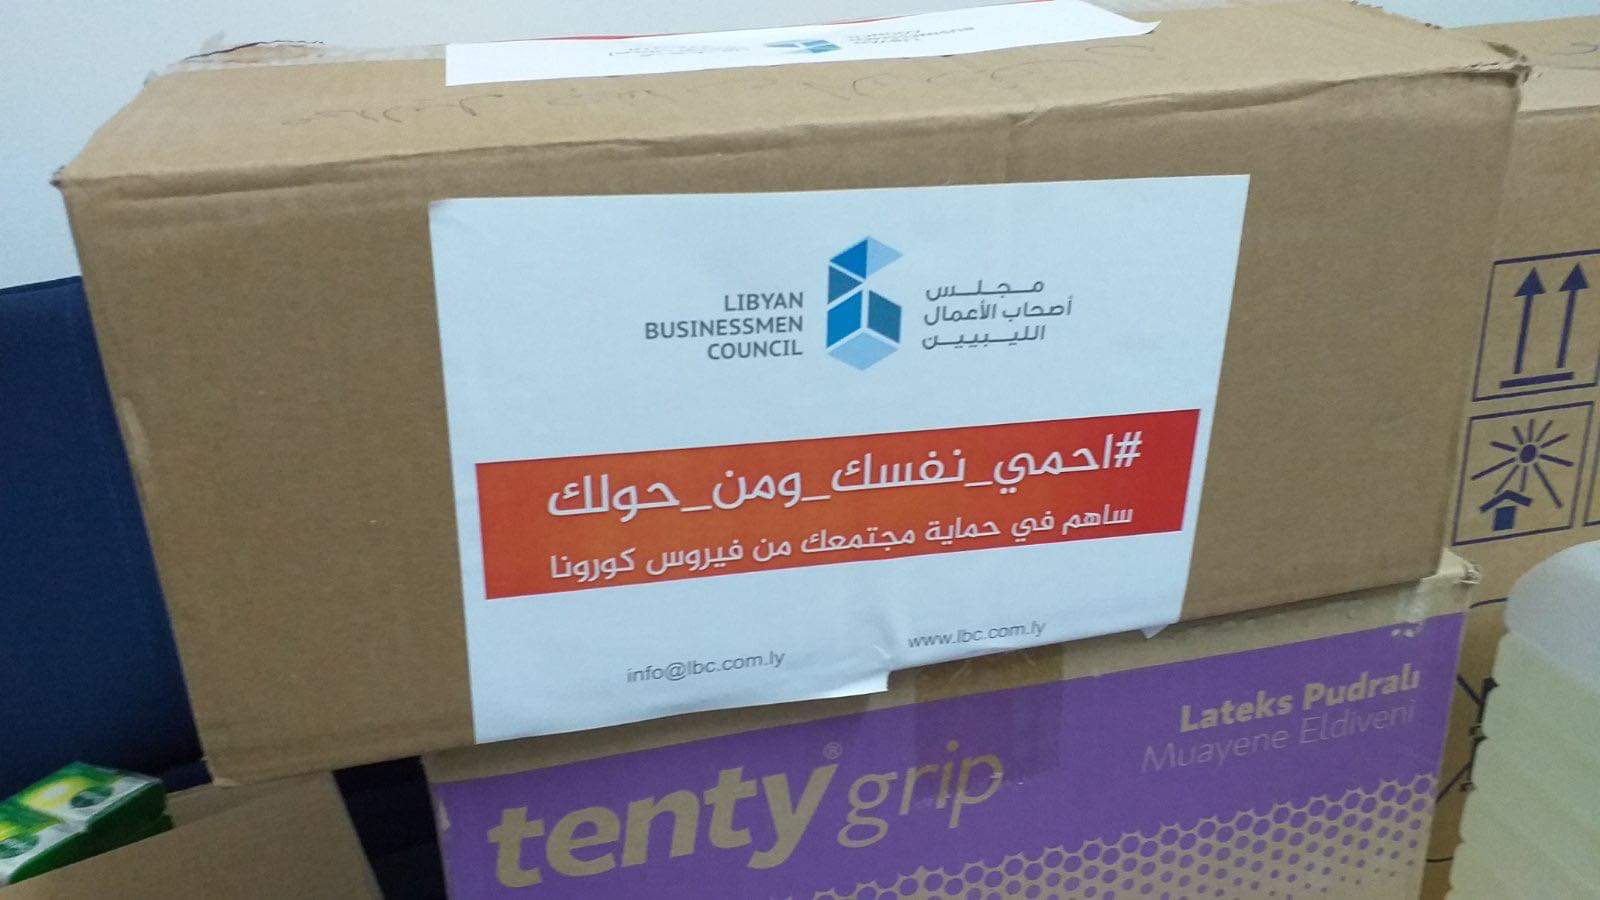 LIBYAN
BUSINESSMEN
COUNCIL
مجلس
أصحاب الأعمال
الليبيين
#احمي_نفسك_ومن_حولك
ساهم في حماية مجتمعك من فيروس كورونا
info@lbc.com.ly
www.lbc.com.ly
tenty® grip
Lateks Pudralı
Muayene Eldiveni